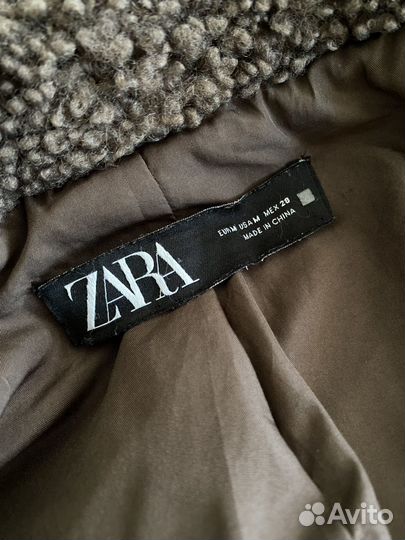 ZARA
EUR M USA M MEX 28
MADE IN CHINA
Avito